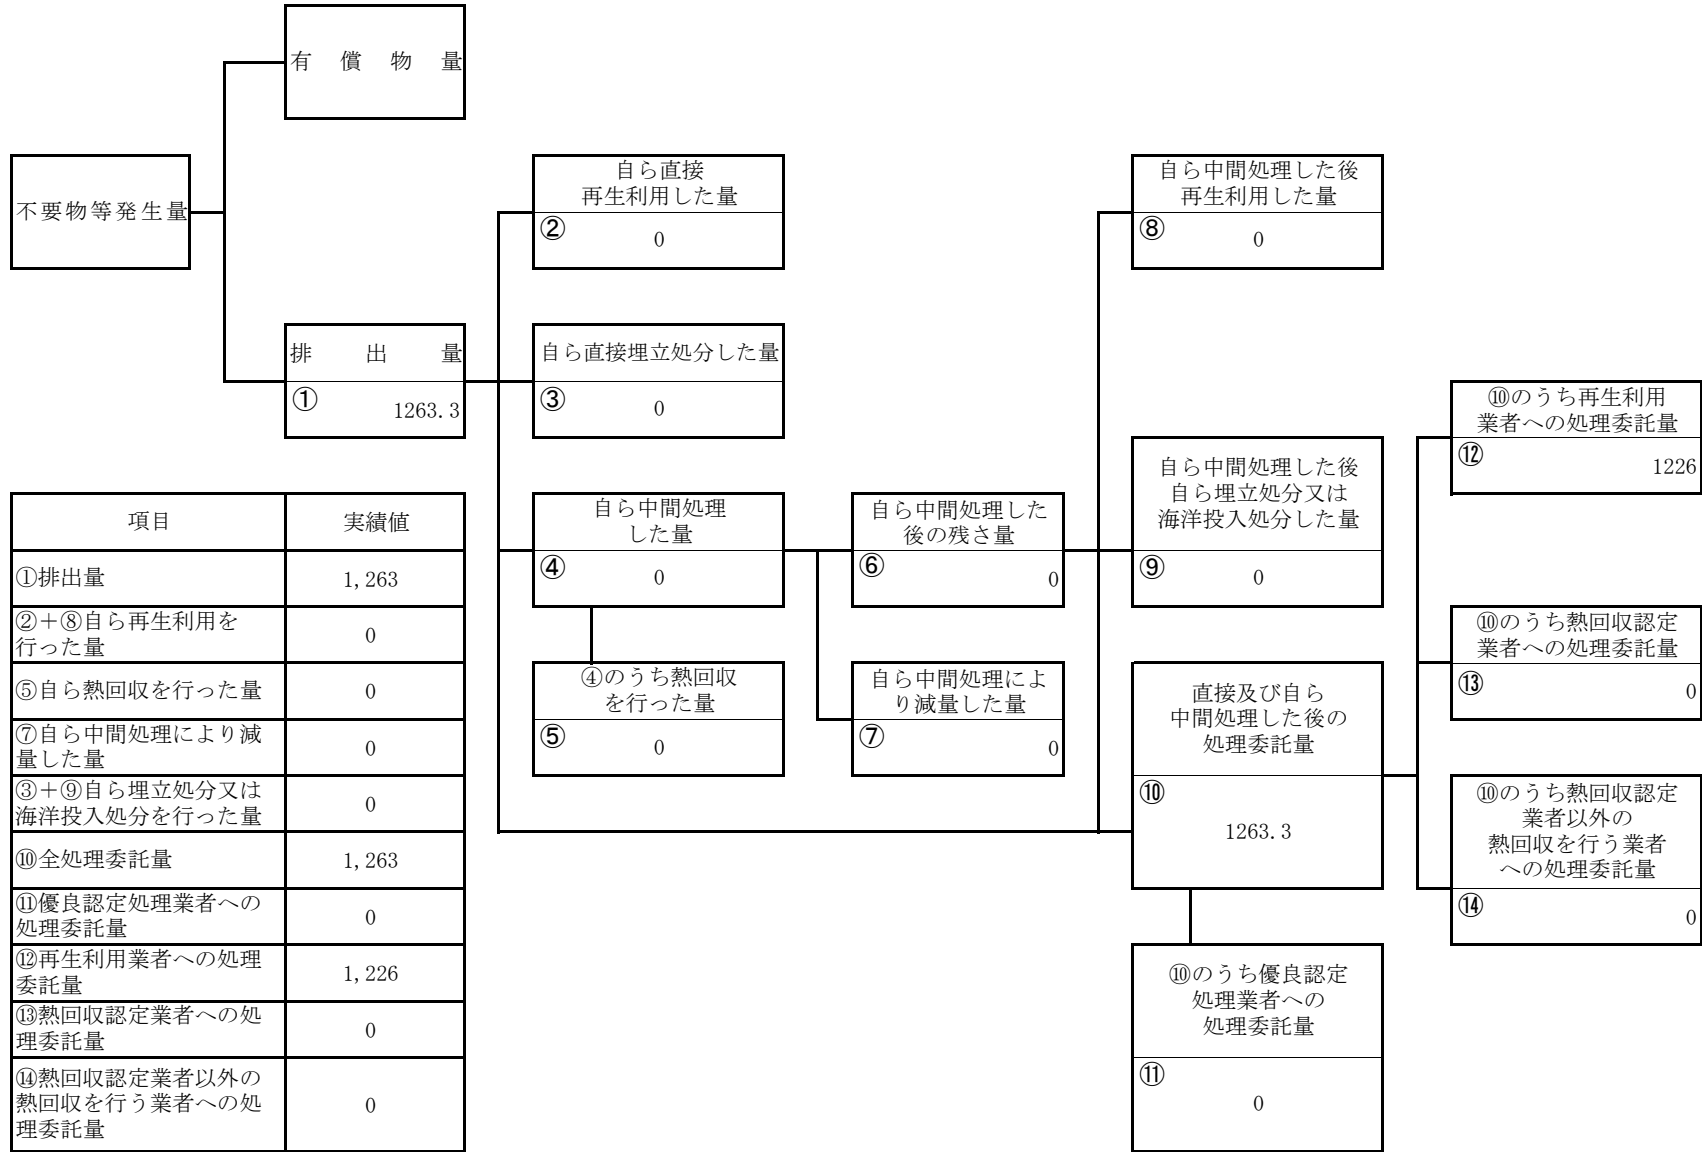 有償物量
不要物等発生量
排出量
①
1263.3
自ら直接
再生利用した量
②
0
自ら直接埋立処分した量
③
0
自ら中間処理
した量
④
0
④のうち熱回収
を行った量
⑤
0
自ら中間処理した
後の残さ量
⑥
0
自ら中間処理によ
り減量した量
⑦
0
自ら中間処理した後
再生利用した量
⑧
0
自ら中間処理した後
自ら埋立処分又は
海洋投入処分した量
⑨
0
直接及び自ら
中間処理した後の
処理委託量
⑩
1263.3
⑩のうち優良認定
処理業者への
処理委託量
⑪
0
⑩のうち再生利用
業者への処理委託量
⑫
1226
⑩のうち熱回収認定
業者への処理委託量
⑬
0
⑩のうち熱回収認定
業者以外の
熱回収を行う業者
への処理委託量
⑭
0
項目 実績値
①排出量 1,263
②＋⑧自ら再生利用を
行った量 0
⑤自ら熱回収を行った量 0
⑦自ら中間処理により減
量した量 0
③＋⑨自ら埋立処分又は
海洋投入処分を行った量 0
⑩全処理委託量 1,263
⑪優良認定処理業者への
処理委託量 0
⑫再生利用業者への処理
委託量 1,226
⑬熱回収認定業者への処
理委託量 0
⑭熱回収認定業者以外の
熱回収を行う業者への処
理委託量 0